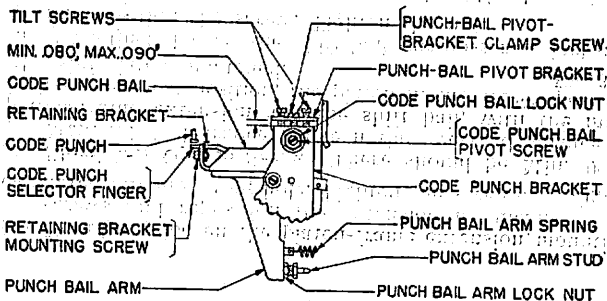 TILT SCREWS
MIN. .080", MAX. .090"
CODE PUNCH BAIL
RETAINING BRACKET
CODE PUNCH
CODE PUNCH
SELECTOR FINGER
RETAINING BRACKET
MOUNTING SCREW
PUNCH BAIL ARM
PUNCH-BAIL PIVOT-
BRACKET CLAMP SCREW
PUNCH-BAIL PIVOT BRACKET
CODE PUNCH BAIL LOCK NUT
CODE PUNCH BAIL
PIVOT SCREW
CODE PUNCH BRACKET
PUNCH BAIL ARM SPRING
PUNCH BAIL ARM STUD
PUNCH BAIL ARM LOCK NUT